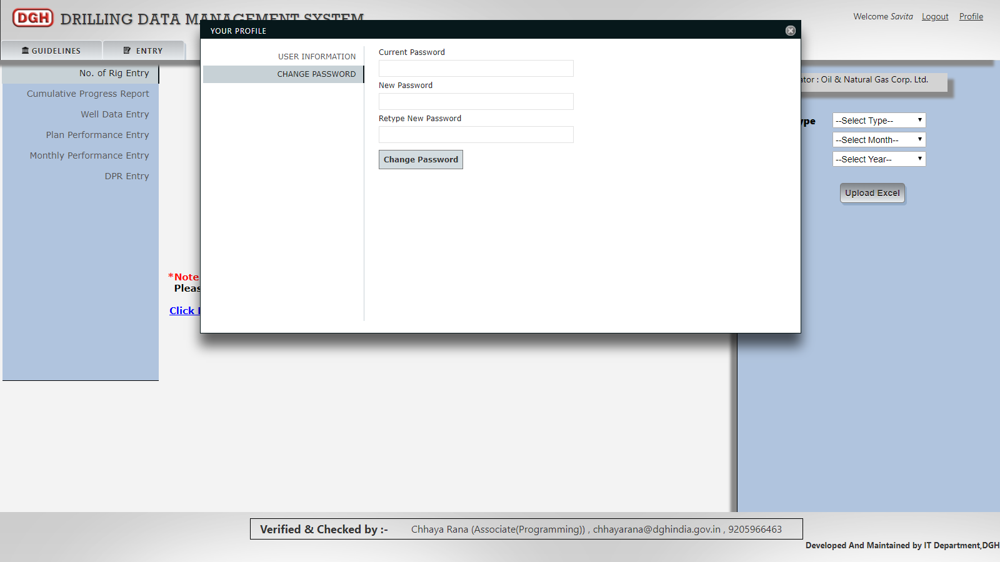 DGH DRILLING DATA MANAGEMENT SYSTEM
Welcome Savita Logout Profile
GUIDELINES ENTRY
YOUR PROFILE
USER INFORMATION
CHANGE PASSWORD
Current Password
New Password
Retype New Password
Change Password
No. of Rig Entry
Cumulative Progress Report
Well Data Entry
Plan Performance Entry
Monthly Performance Entry
DPR Entry
: Oil & Natural Gas Corp. Ltd.
--Select Type--
--Select Month--
--Select Year--
Upload Excel
*Note
Click
Verified & Checked by :- Chhaya Rana (Associate(Programming)) , chhayarana@dghindia.gov.in , 9205966463
Developed And Maintained by IT Department,DGH